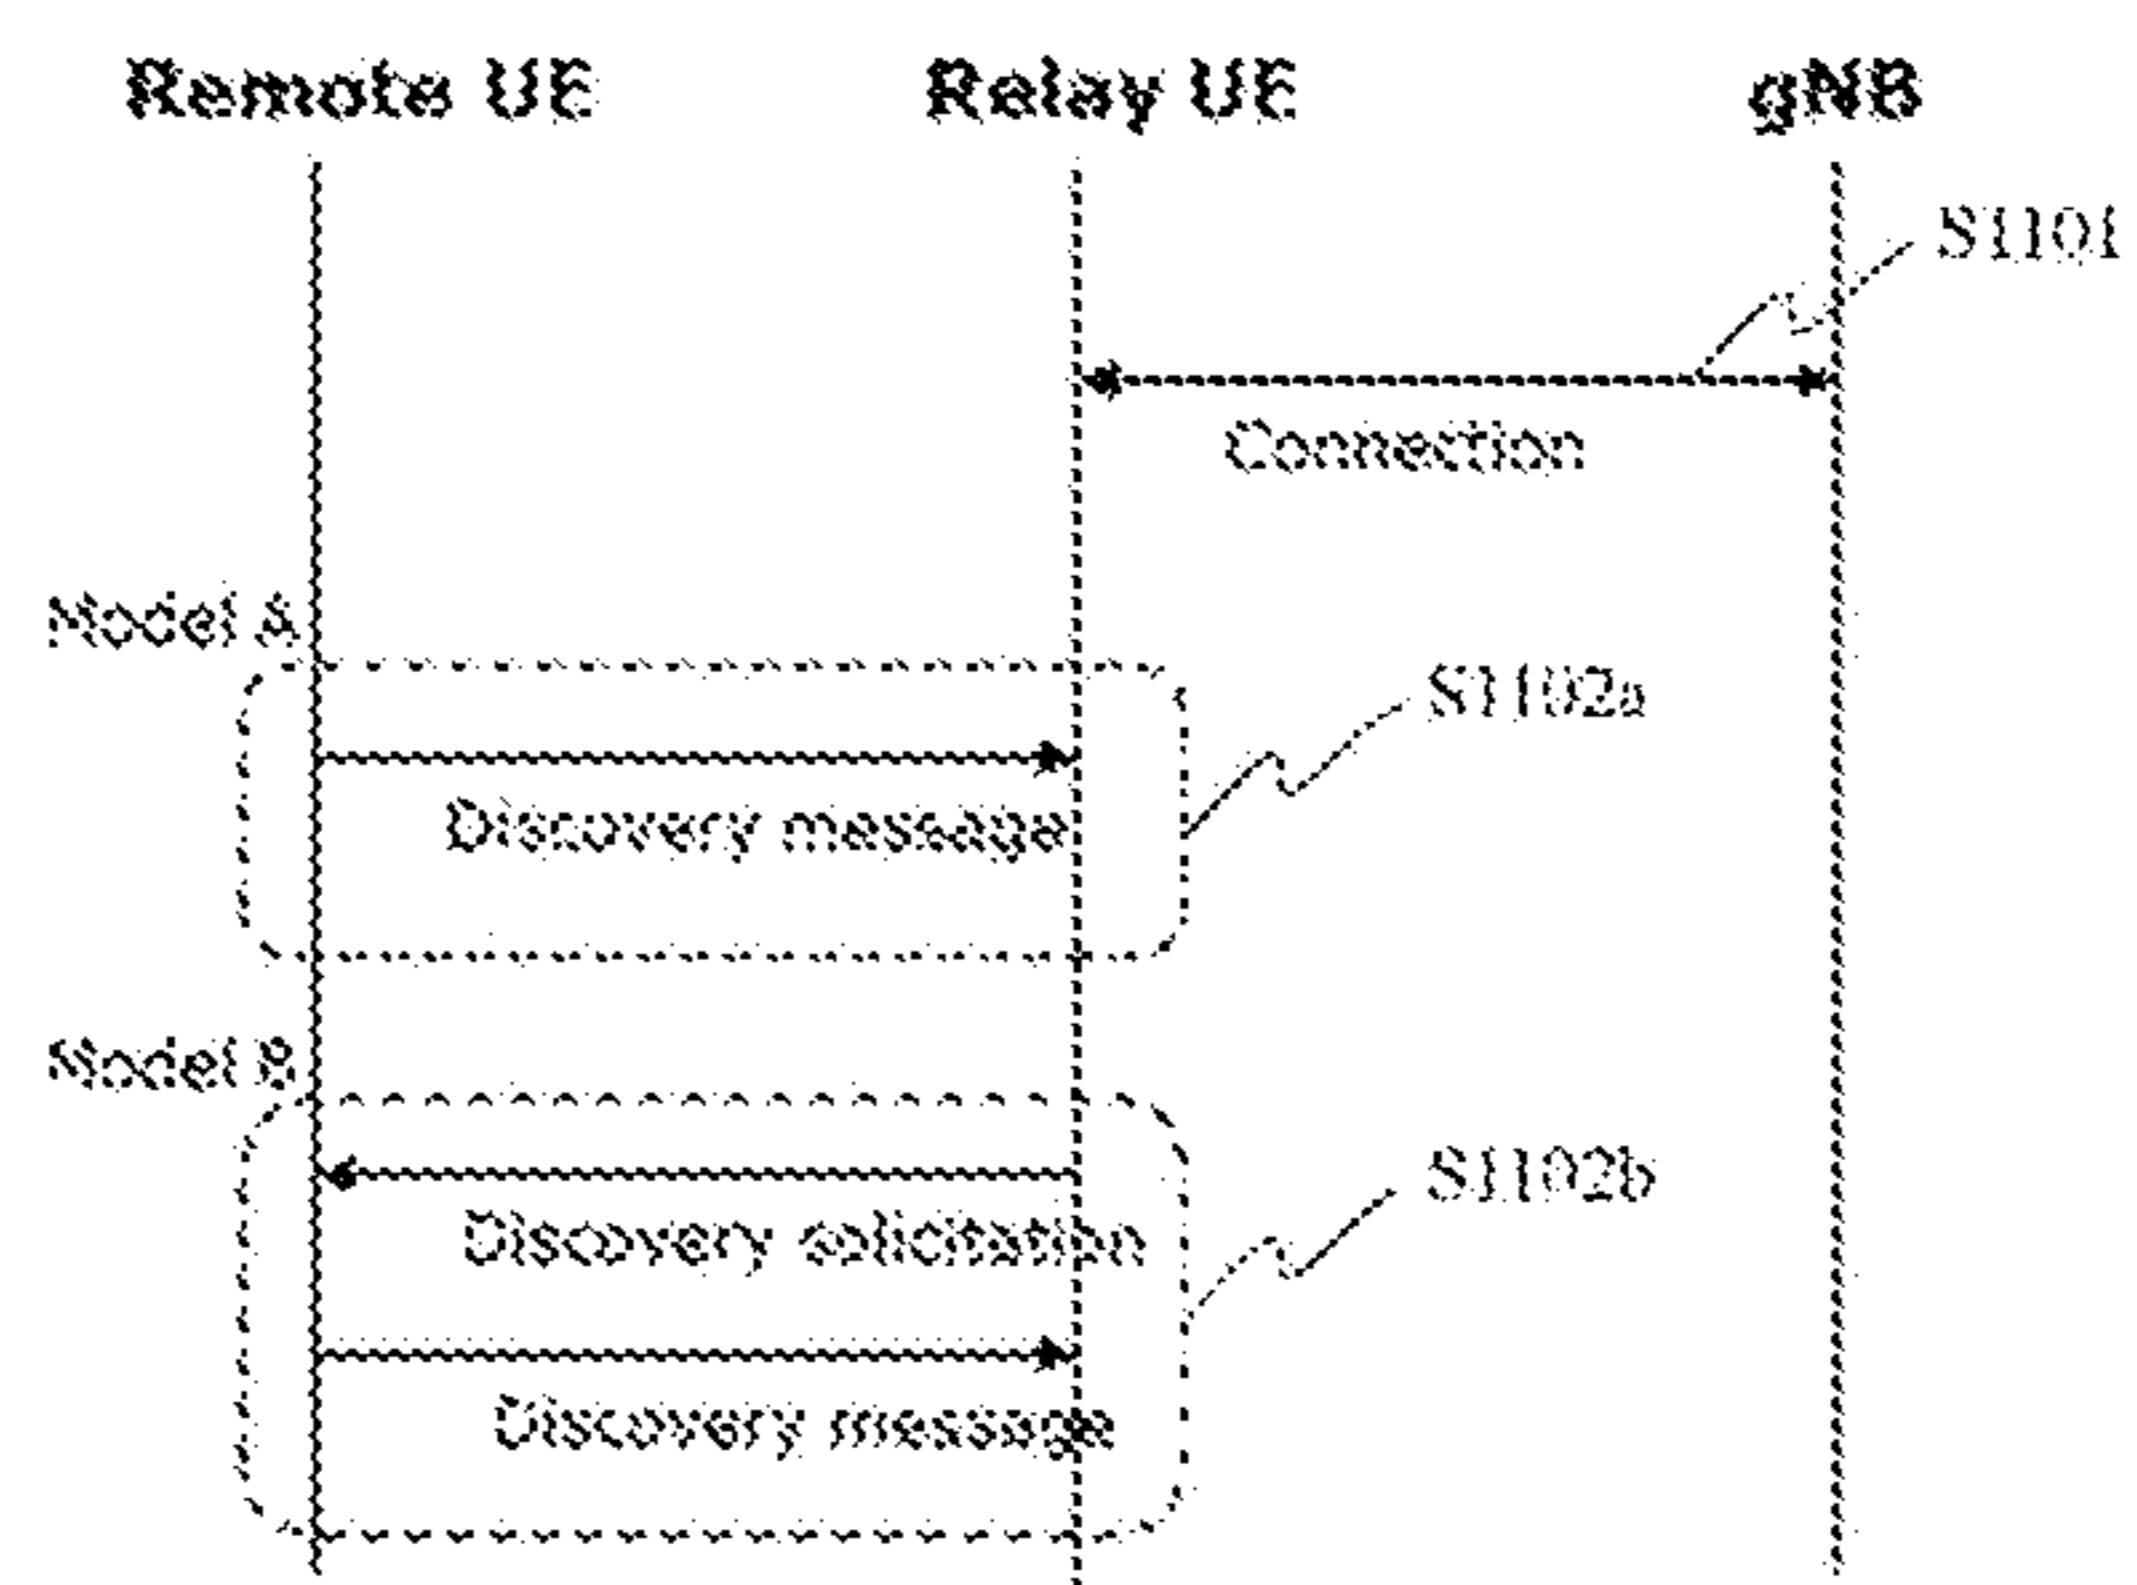 Remote UE Relay UE gNB
S1101
Connection
Model A
S1102a
Discovery message
Model B
S1102b
Discovery solicitation
Discovery message